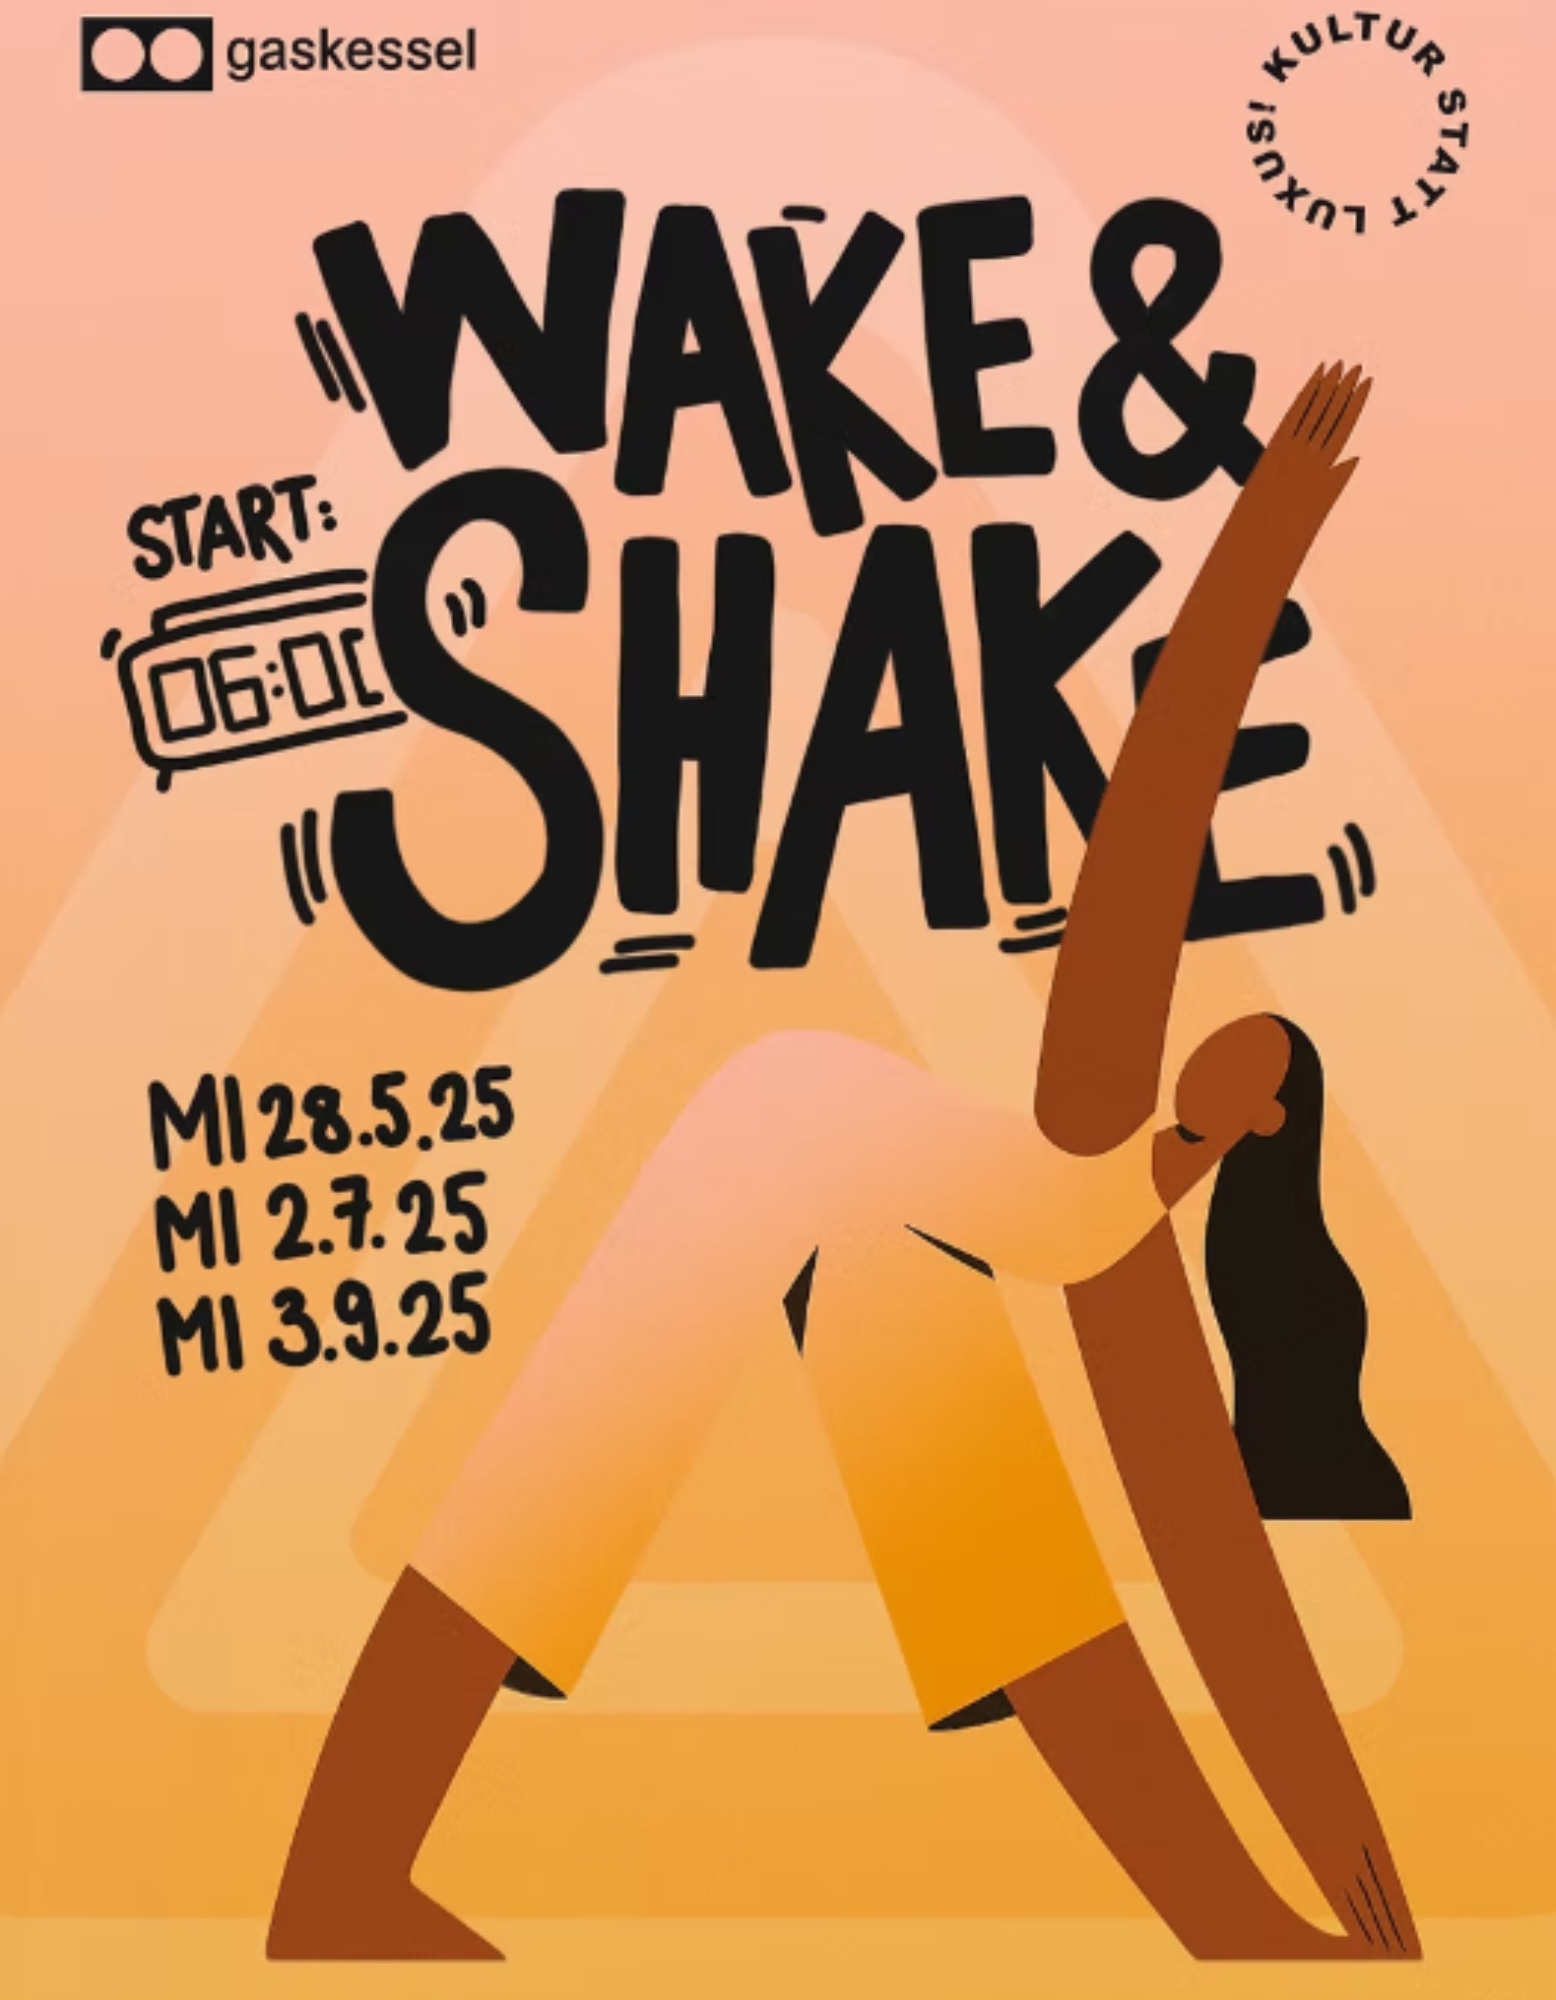 gaskessel
KULTUR STATT LUXUS!
WAKE &
START:
06:00
SHAKE
MI 28.5.25
MI 2.7.25
MI 3.9.25